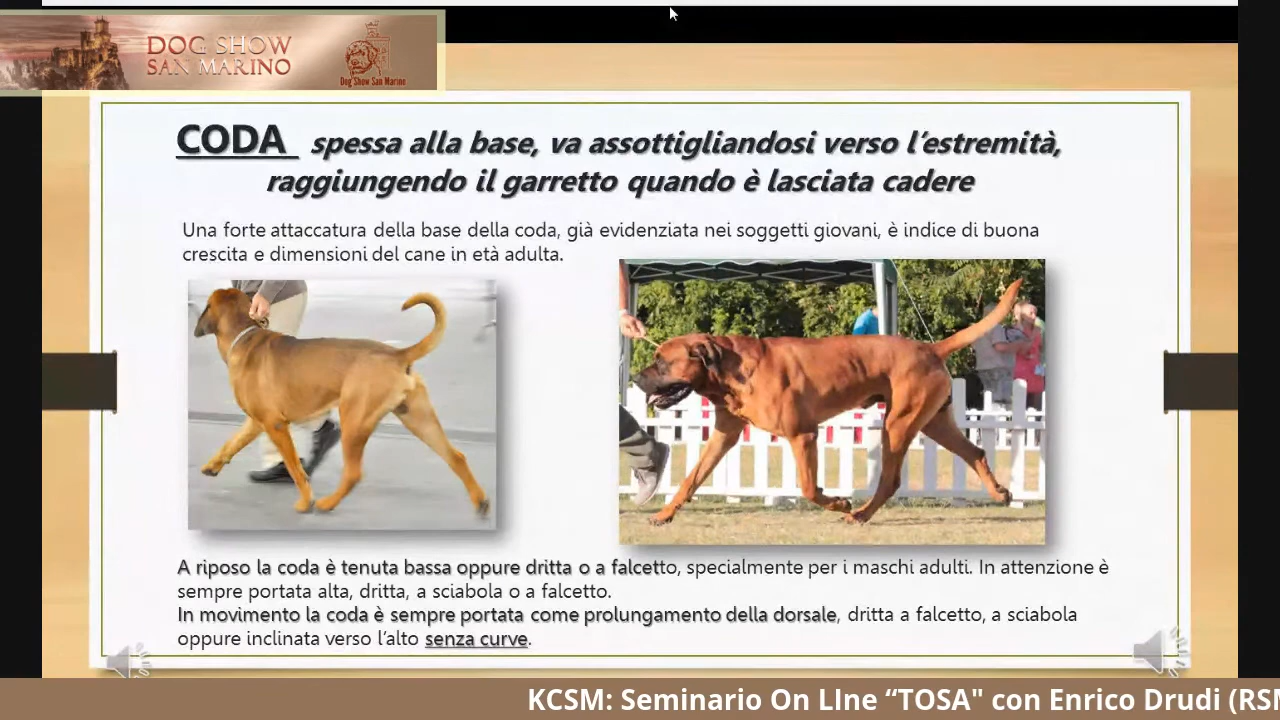 DOG SHOW
SAN MARINO
Dog Show San Marino
CODA spessa alla base, va assottigliandosi verso l'estremità,
raggiungendo il garretto quando è lasciata cadere
Una forte attaccatura della base della coda, già evidenziata nei soggetti giovani, è indice di buona
crescita e dimensioni del cane in età adulta.
A riposo la coda è tenuta bassa oppure dritta o a falcetto, specialmente per i maschi adulti. In attenzione è
sempre portata alta, dritta, a sciabola o a falcetto.
In movimento la coda è sempre portata come prolungamento della dorsale, dritta a falcetto, a sciabola
oppure inclinata verso l'alto senza curve.
KCSM: Seminario On LIne “TOSA" con Enrico Drudi (RSM